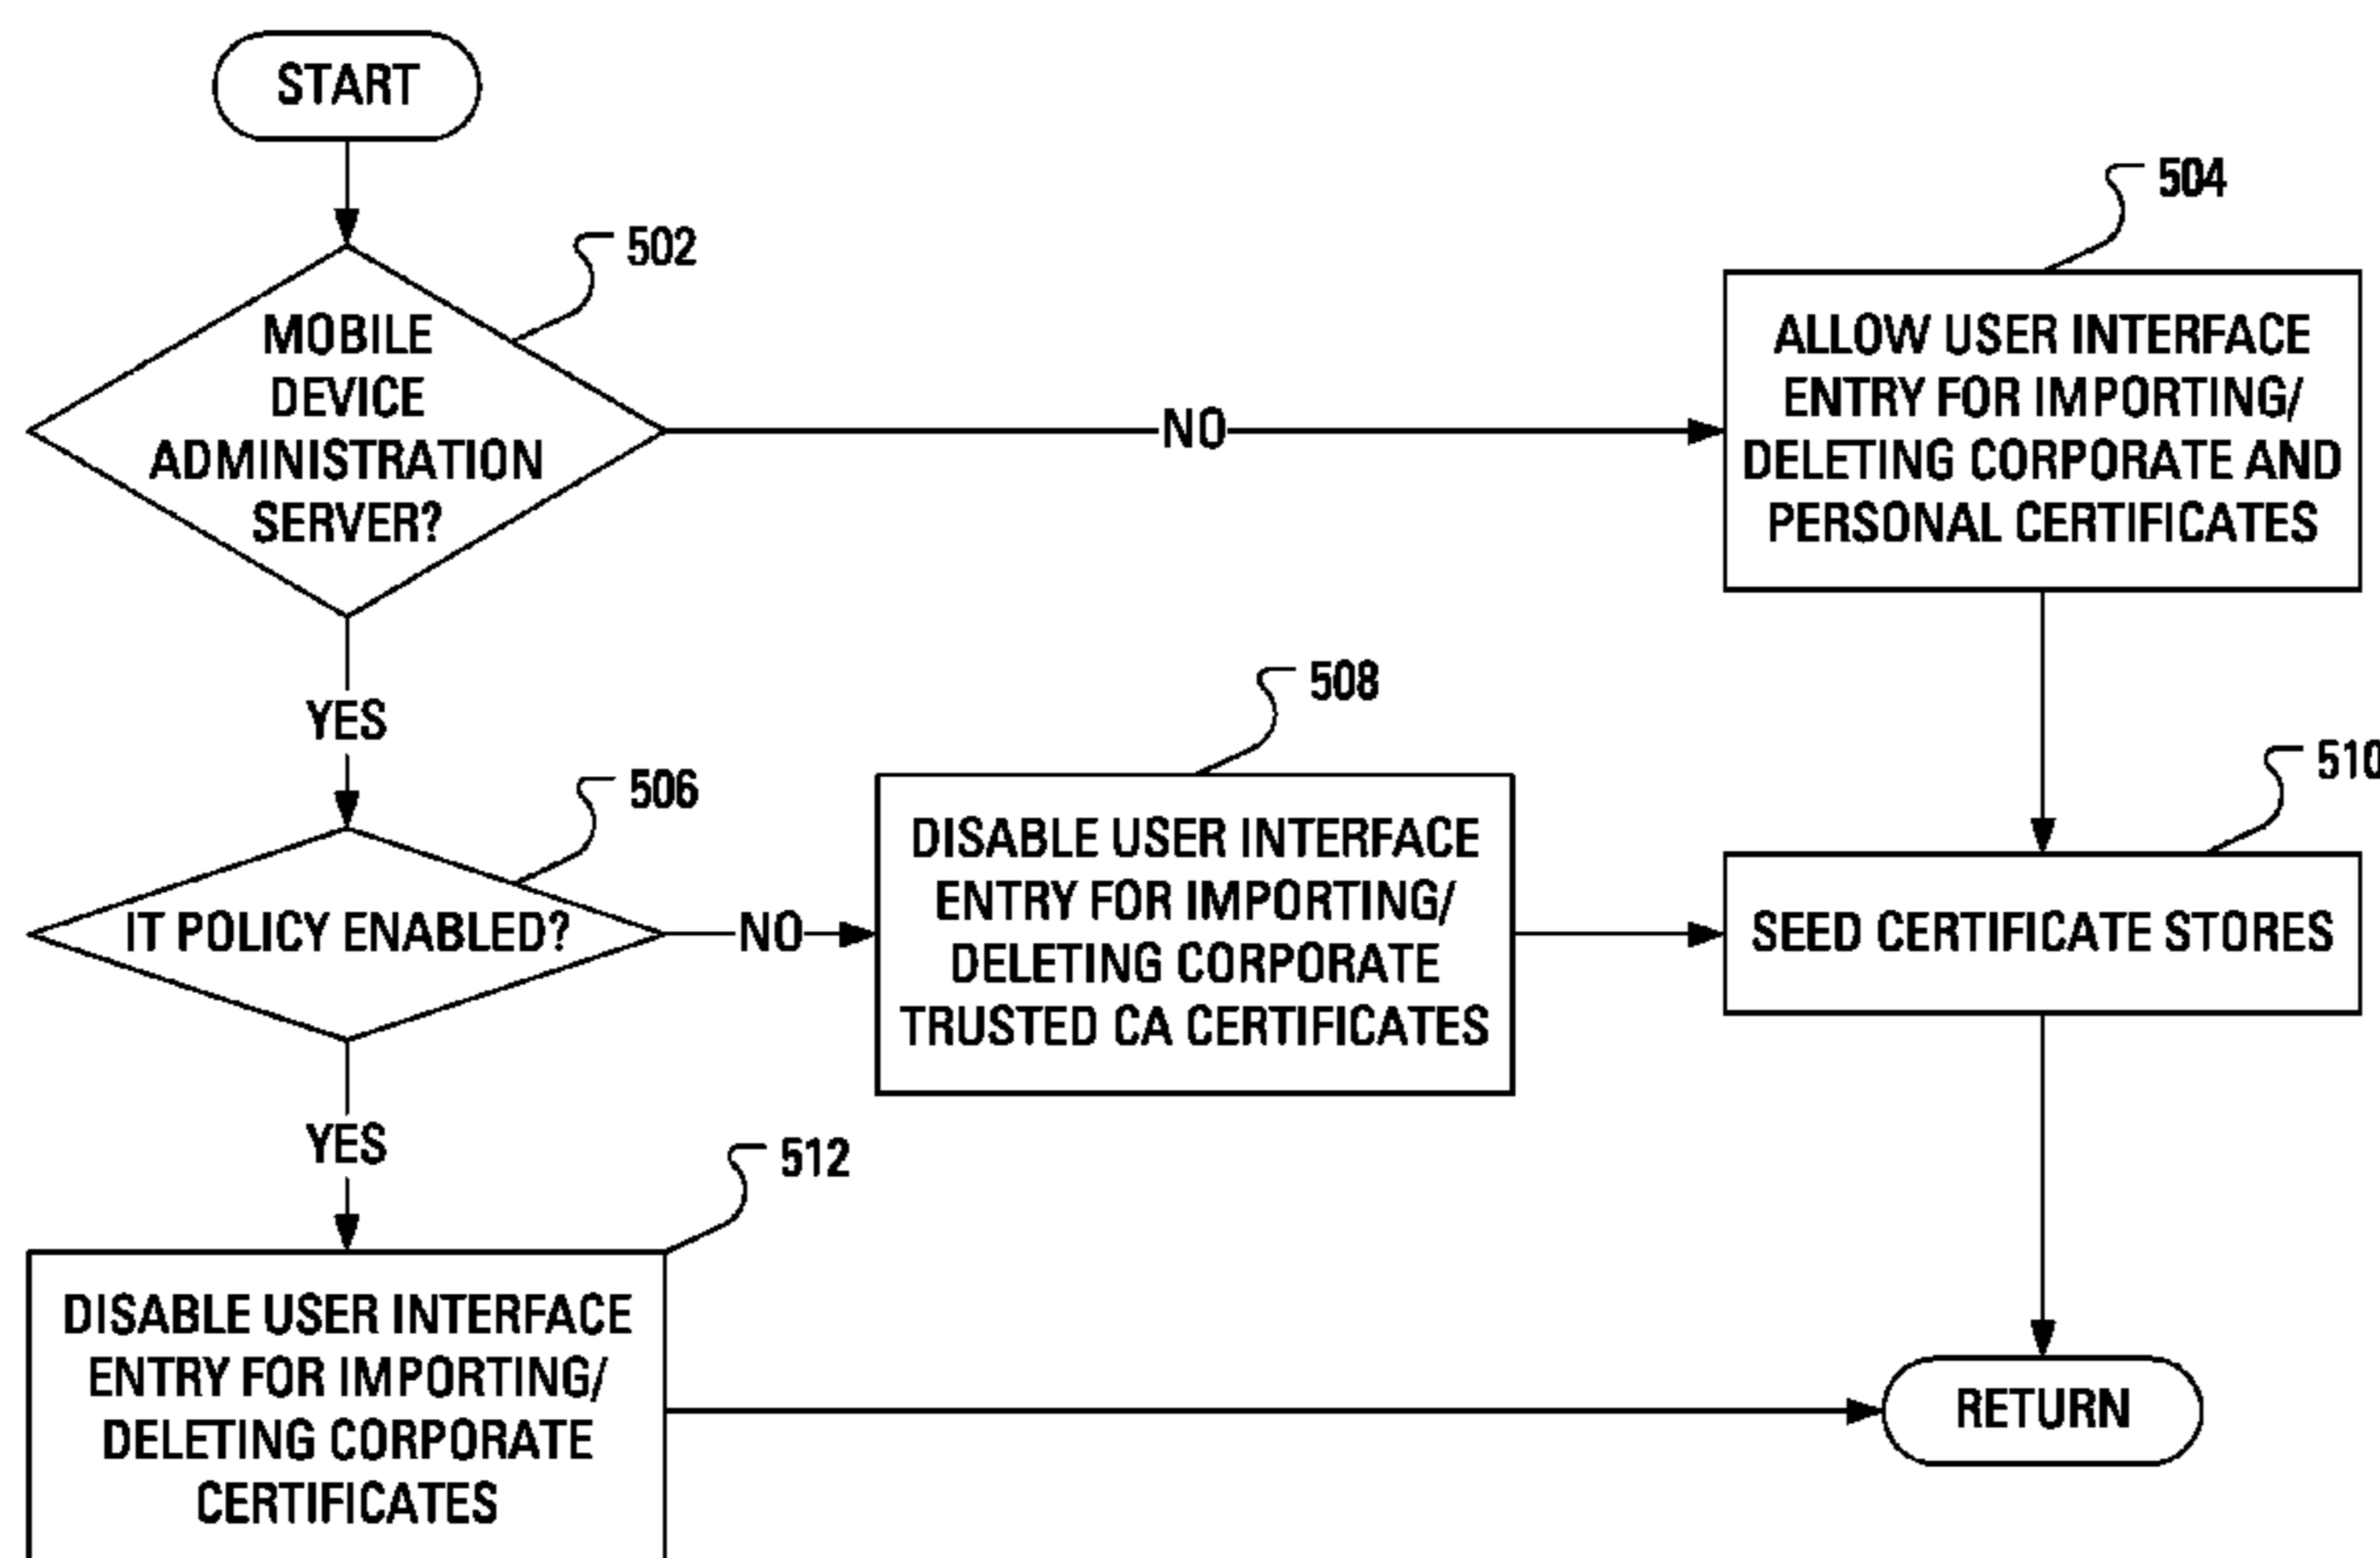 START
502
MOBILE
DEVICE
ADMINISTRATION
SERVER?
NO
504
ALLOW USER INTERFACE
ENTRY FOR IMPORTING/
DELETING CORPORATE AND
PERSONAL CERTIFICATES
YES
506
IT POLICY ENABLED?
NO
508
DISABLE USER INTERFACE
ENTRY FOR IMPORTING/
DELETING CORPORATE
TRUSTED CA CERTIFICATES
510
SEED CERTIFICATE STORES
YES
512
DISABLE USER INTERFACE
ENTRY FOR IMPORTING/
DELETING CORPORATE
CERTIFICATES
RETURN